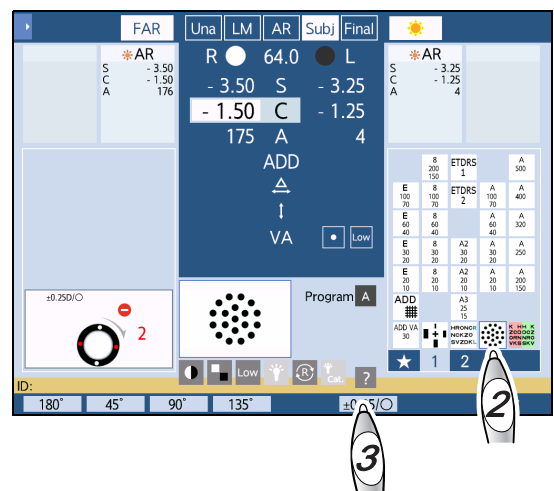 FAR
Una LM AR Subj Final
AR
S - 3.50
C - 1.50
A 176
R 64.0 L
- 3.50 S - 3.25
- 1.50 C - 1.25
175 A 4
ADD
VA
Low
AR
S - 3.25
C - 1.25
A 4
8 200 150
ETDRS 1
A 500
E 100 70
8 100 70
ETDRS 2
A 100 70
A 400
E 60 40
8 60 40
A 60 40
A 320
E 30 20
8 30 20
A2 30 20
A 30 20
A 250
E 20 10
8 20 10
A2 20 10
A 20 10
A 200 150
ADD
A3 25 15
ADD VA 30
HRONCK
NCKZO
SVZDKL
K HH K
ZCDOCZ
ORNNRO
VKSSKV
1 2
±0.25D/○
2
Program A
Low
R
Cat.
?
ID:
180° 45° 90° 135°
2
3